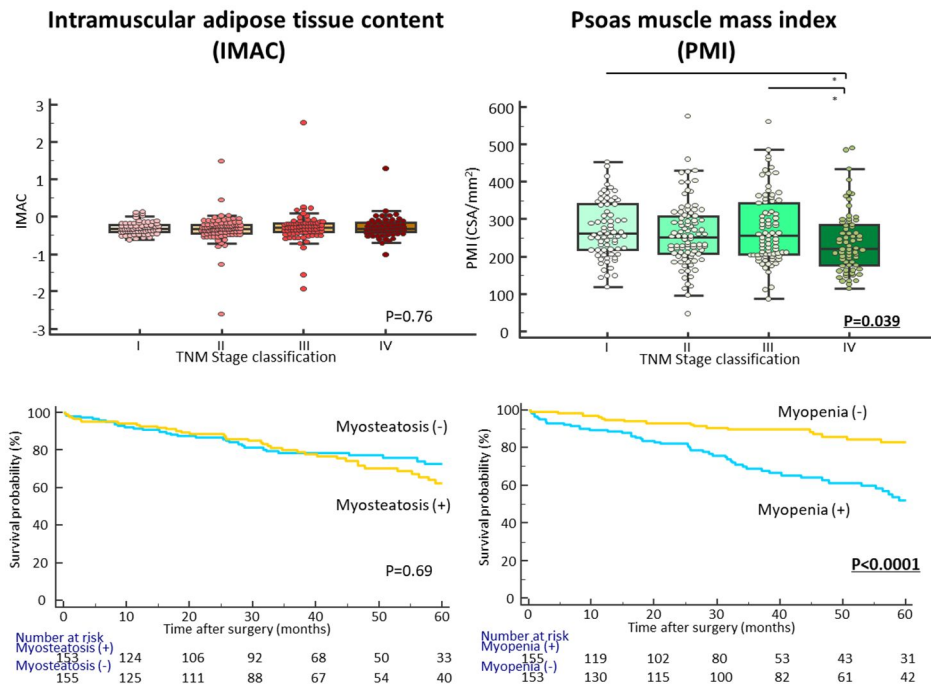 Intramuscular adipose tissue content
(IMAC)
3
2
1
0
-1
-2
-3
IMAC
P=0.76
I II III IV
TNM Stage classification
Psoas muscle mass index
(PMI)
*
*
600
500
400
300
200
100
0
PMI (CSA/mm²)
P=0.039
I II III IV
TNM Stage classification
100
80
60
40
20
0
Survival probability (%)
Myosteatosis (-)
Myosteatosis (+)
P=0.69
0 10 20 30 40 50 60
Time after surgery (months)
Number at risk
Myosteatosis (+)
153 124 106 92 68 50 33
Myosteatosis (-)
155 125 111 88 67 54 40
100
80
60
40
20
0
Survival probability (%)
Myopenia (-)
Myopenia (+)
P<0.0001
0 10 20 30 40 50 60
Time after surgery (months)
Number at risk
Myopenia (+)
155 119 102 80 53 43 31
Myopenia (-)
153 130 115 100 82 61 42